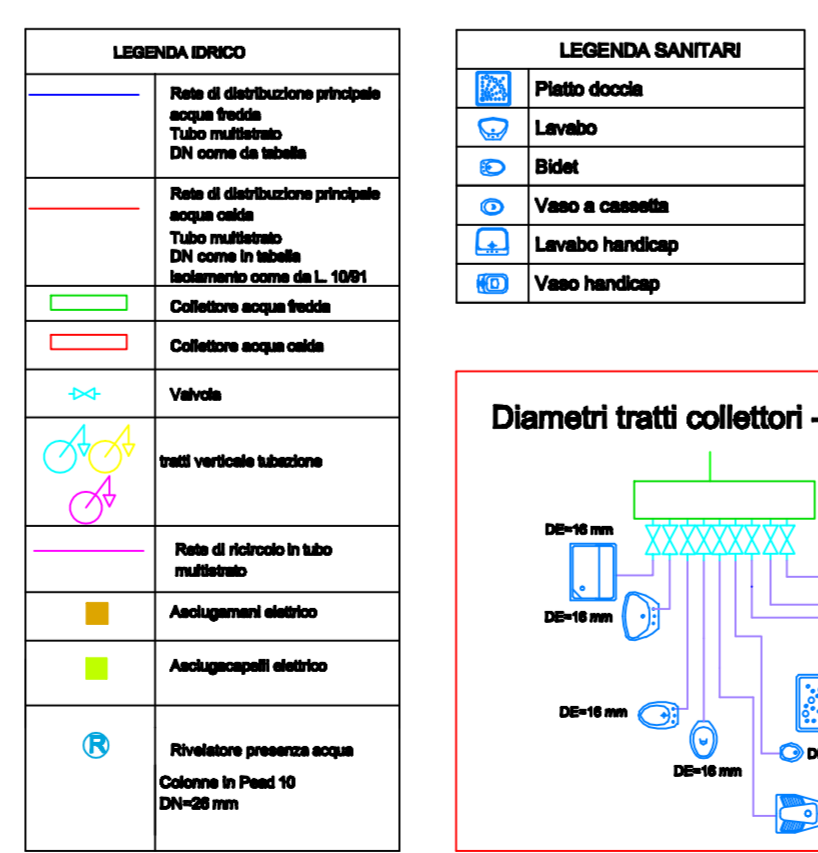 LEGENDA IDRICO
Rete di distribuzione principale
acqua fredda
Tubo multistrato
DN come da tabella
Rete di distribuzione principale
acqua calda
Tubo multistrato
DN come in tabella
Isolamento come da L. 10/91
Collettore acqua fredda
Collettore acqua calda
Valvola
tratti verticale tubazione
Rete di ricircolo in tubo
multistrato
Asciugamani elettrico
Asciugacapelli elettrico
R
Rivelatore presenza acqua
Colonne in Pead 10
DN=26 mm
LEGENDA SANITARI
Piatto doccia
Lavabo
Bidet
Vaso a cassetta
Lavabo handicap
Vaso handicap
Diametri tratti collettori -
DE=16 mm
DE=16 mm
DE=16 mm
DE=16 mm